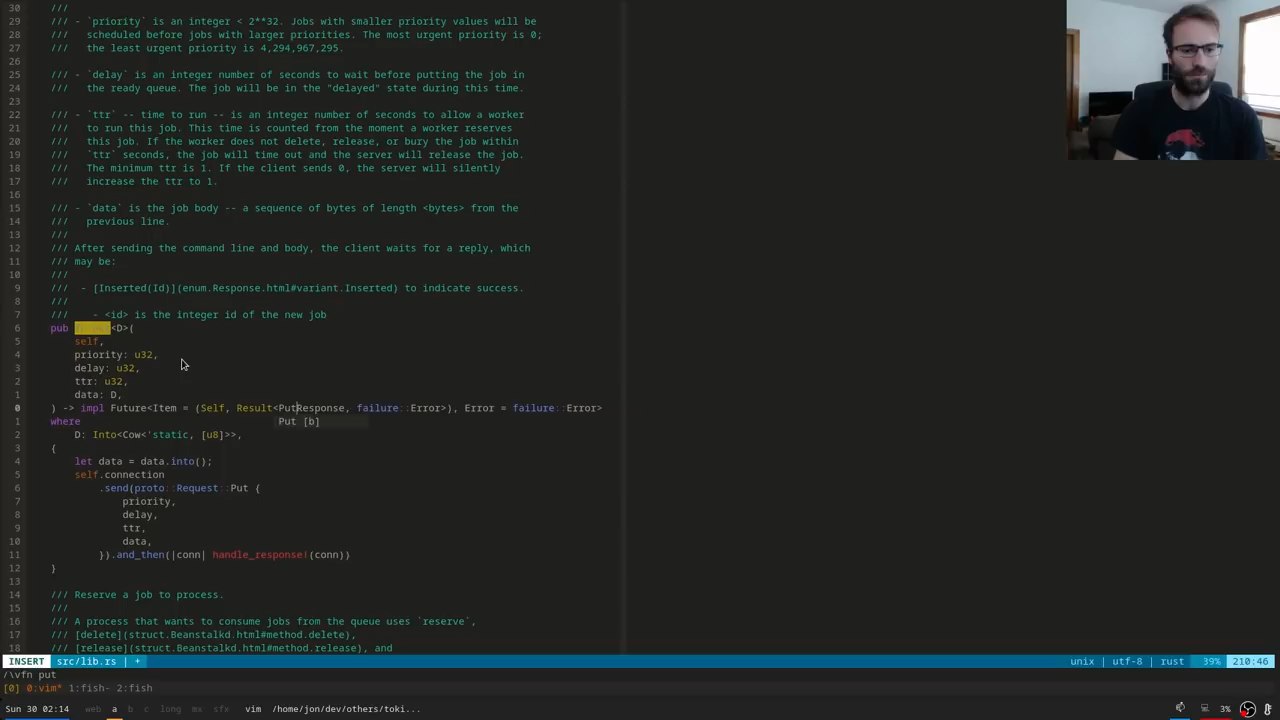 30 ///
29 /// - `priority` is an integer < 2**32. Jobs with smaller priority values will be
28 ///   scheduled before jobs with larger priorities. The most urgent priority is 0;
27 ///   the least urgent priority is 4,294,967,295.
26
25 /// - `delay` is an integer number of seconds to wait before putting the job in
24 ///   the ready queue. The job will be in the "delayed" state during this time.
23
22 /// - `ttr` -- time to run -- is an integer number of seconds to allow a worker
21 ///   to run this job. This time is counted from the moment a worker reserves
20 ///   this job. If the worker does not delete, release, or bury the job within
19 ///   `ttr` seconds, the job will time out and the server will release the job.
18 ///   The minimum ttr is 1. If the client sends 0, the server will silently
17 ///   increase the ttr to 1.
16
15 /// - `data` is the job body -- a sequence of bytes of length <bytes> from the
14 ///   previous line.
13 ///
12 /// After sending the command line and body, the client waits for a reply, which
11 /// may be:
10 ///
9 ///  - [Inserted(Id)](enum.Response.html#variant.Inserted) to indicate success.
8 ///
7 ///    - <id> is the integer id of the new job
6 pub <D>(
5 self,
4 priority: u32,
3 delay: u32,
2 ttr: u32,
1 data: D,
0 ) -> impl Future<Item = (Self, Result<PutResponse, failure::Error>), Error = failure::Error>
1 where
Put [b]
2 D: Into<Cow<'static, [u8]>>,
3 {
4 let data = data.into();
5 self.connection
6 .send(proto::Request::Put {
7 priority,
8 delay,
9 ttr,
10 data,
11 }).and_then(|conn| handle_response!(conn))
12 }
13
14 /// Reserve a job to process.
15 ///
16 /// A process that wants to consume jobs from the queue uses `reserve`,
17 /// [delete](struct.Beanstalkd.html#method.delete),
18 /// [release](struct.Beanstalkd.html#method.release), and
INSERT src/lib.rs | + unix | utf-8 | rust 39% 210:46
/\vfn put
[0] 0:vim* 1:fish- 2:fish
Sun 30 02:14 web a b c long mx sfx vim /home/jon/dev/others/toki... 3%